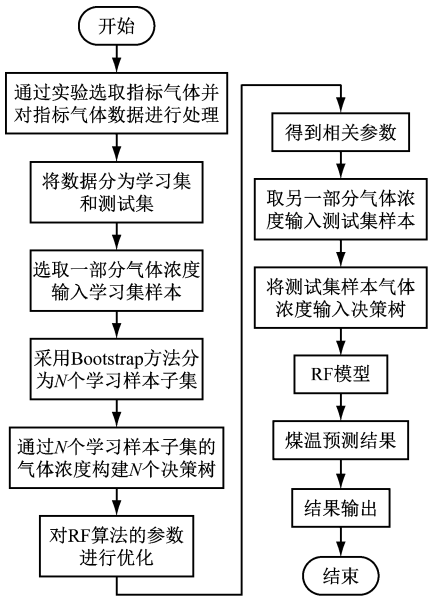 开始
通过实验选取指标气体并
对指标气体数据进行处理
将数据分为学习集
和测试集
选取一部分气体浓度
输入学习集样本
采用Bootstrap方法分
为N个学习样本子集
通过N个学习样本子集的
气体浓度构建N个决策树
对RF算法的参数
进行优化
得到相关参数
取另一部分气体浓
度输入测试集样本
将测试集样本气体
浓度输入决策树
RF模型
煤温预测结果
结果输出
结束